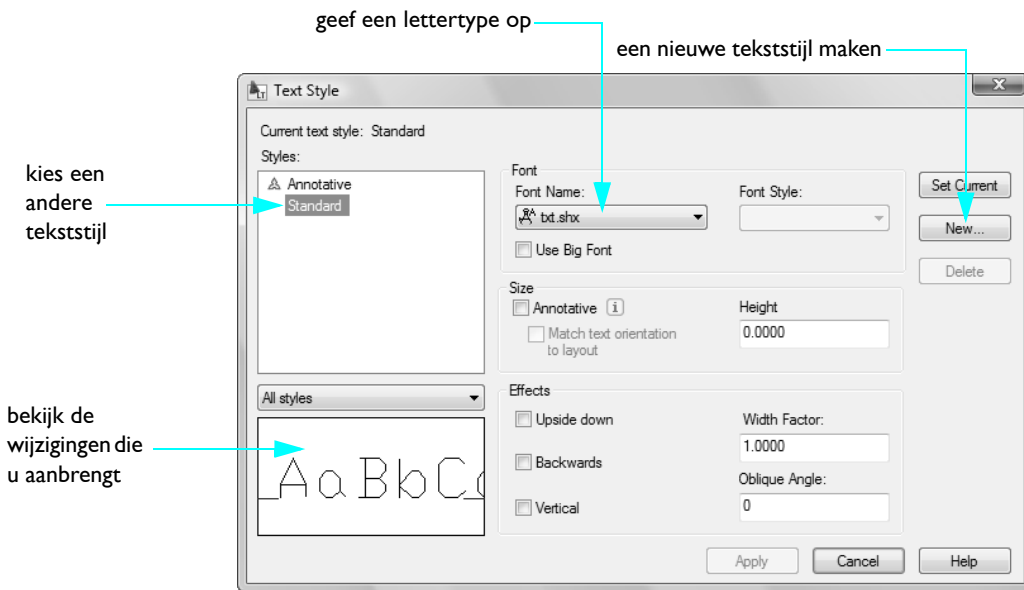 geef een lettertype op
een nieuwe tekststijl maken
LT Text Style
Current text style: Standard
Styles:
Annotative
Standard
kies een
andere
tekststijl
Font
Font Name:
Font Style:
txt.shx
Use Big Font
Set Current
New...
Delete
Size
Annotative
Height
Match text orientation
to layout
0.0000
All styles
bekijk de
wijzigingen die
u aanbrengt
AaBbCc
Effects
Upside down
Width Factor:
1.0000
Backwards
Oblique Angle:
Vertical
0
Apply
Cancel
Help